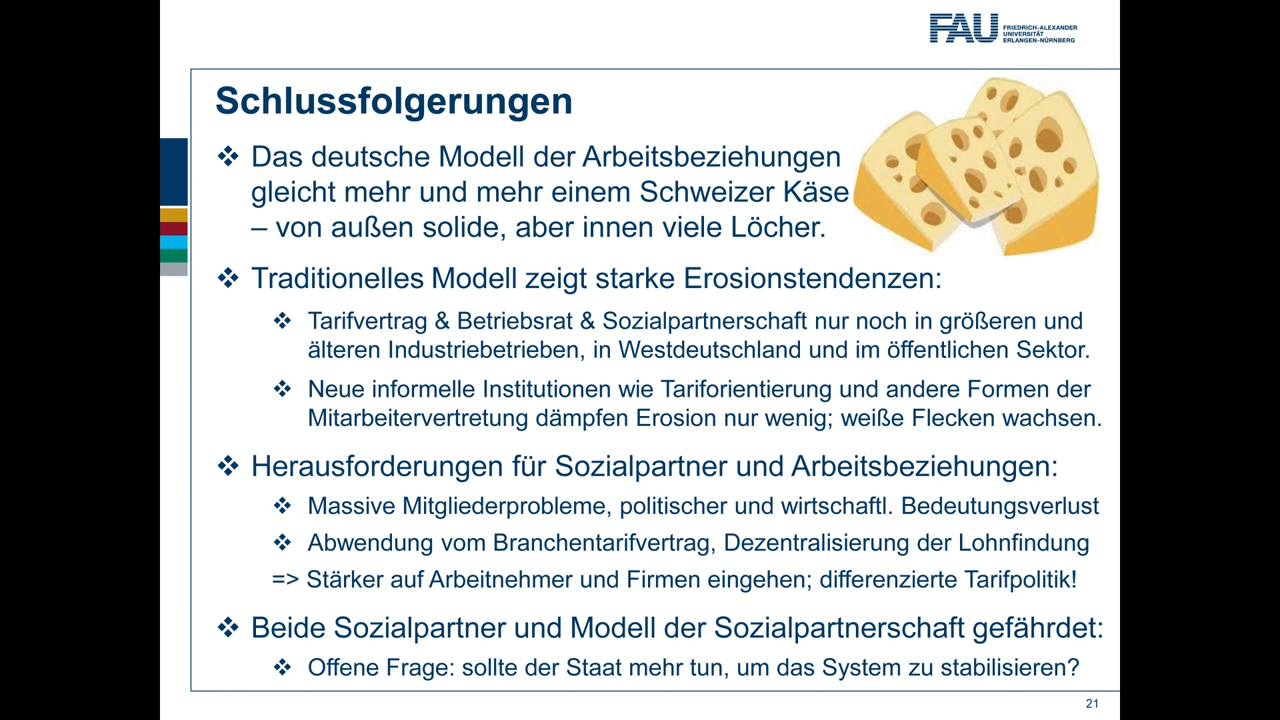 FAU FRIEDRICH-ALEXANDER
UNIVERSITÄT
ERLANGEN-NÜRNBERG
Schlussfolgerungen
❖ Das deutsche Modell der Arbeitsbeziehungen
gleicht mehr und mehr einem Schweizer Käse
– von außen solide, aber innen viele Löcher.
❖ Traditionelles Modell zeigt starke Erosionstendenzen:
❖ Tarifvertrag & Betriebsrat & Sozialpartnerschaft nur noch in größeren und
älteren Industriebetrieben, in Westdeutschland und im öffentlichen Sektor.
❖ Neue informelle Institutionen wie Tariforientierung und andere Formen der
Mitarbeitervertretung dämpfen Erosion nur wenig; weiße Flecken wachsen.
❖ Herausforderungen für Sozialpartner und Arbeitsbeziehungen:
❖ Massive Mitgliederprobleme, politischer und wirtschaftl. Bedeutungsverlust
❖ Abwendung vom Branchentarifvertrag, Dezentralisierung der Lohnfindung
=> Stärker auf Arbeitnehmer und Firmen eingehen; differenzierte Tarifpolitik!
❖ Beide Sozialpartner und Modell der Sozialpartnerschaft gefährdet:
❖ Offene Frage: sollte der Staat mehr tun, um das System zu stabilisieren?
21